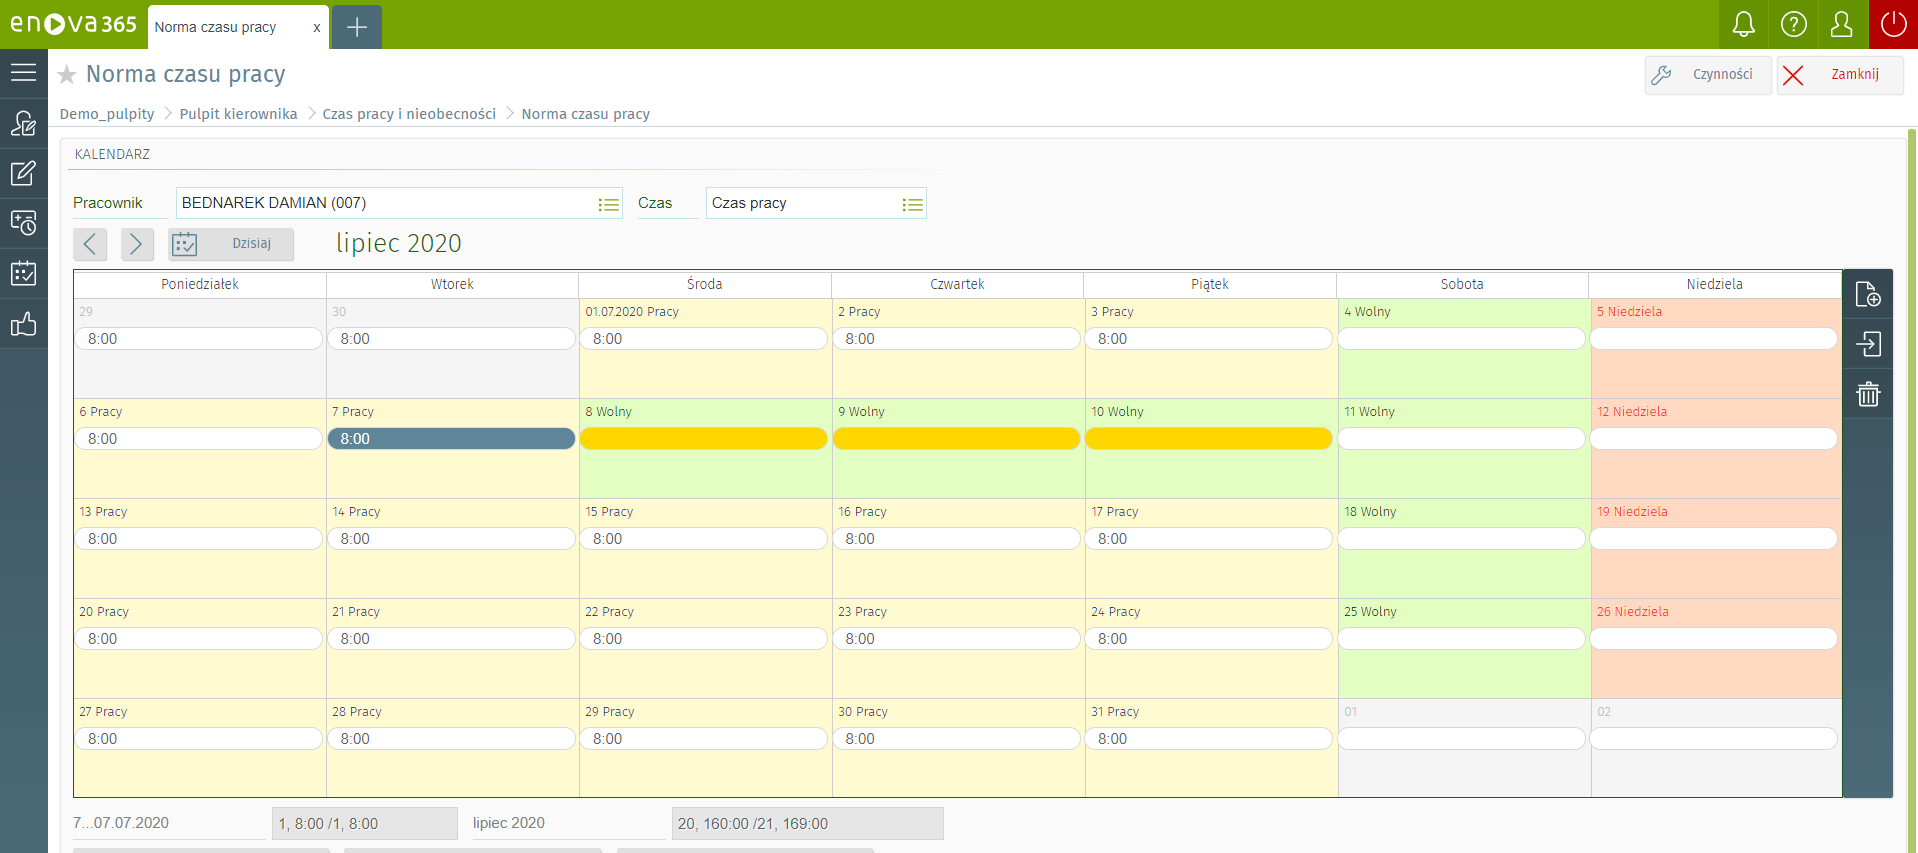 enova365
Norma czasu pracy x
Norma czasu pracy
Czynności
Zamknij
Demo_pulpity Pulpit kierownika Czas pracy i nieobecności Norma czasu pracy
KALENDARZ
Pracownik BEDNAREK DAMIAN (007) Czas Czas pracy
Dzisiaj lipiec 2020
Poniedziałek Wtorek Środa Czwartek Piątek Sobota Niedziela
29 30 01.07.2020 Pracy 2 Pracy 3 Pracy 4 Wolny 5 Niedziela
8:00 8:00 8:00 8:00 8:00
6 Pracy 7 Pracy 8 Wolny 9 Wolny 10 Wolny 11 Wolny 12 Niedziela
8:00 8:00
13 Pracy 14 Pracy 15 Pracy 16 Pracy 17 Pracy 18 Wolny 19 Niedziela
8:00 8:00 8:00 8:00 8:00
20 Pracy 21 Pracy 22 Pracy 23 Pracy 24 Pracy 25 Wolny 26 Niedziela
8:00 8:00 8:00 8:00 8:00
27 Pracy 28 Pracy 29 Pracy 30 Pracy 31 Pracy 01 02
8:00 8:00 8:00 8:00 8:00
7...07.07.2020 1, 8:00 /1, 8:00 lipiec 2020 20, 160:00 /21, 169:00